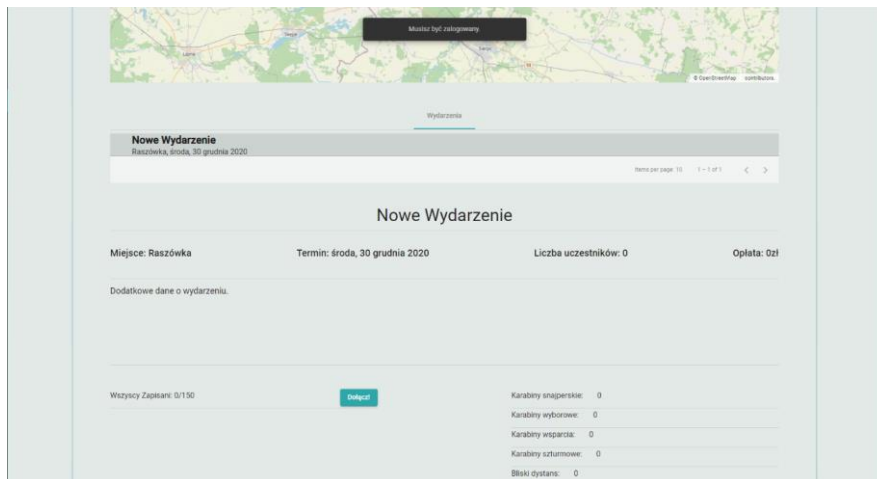 Musisz być zalogowany.
© OpenStreetMap contributors.
Wydarzenia
Nowe Wydarzenie
Raszówka, środa, 30 grudnia 2020
Items per page: 10 1 – 1 of 1
Nowe Wydarzenie
Miejsce: Raszówka Termin: środa, 30 grudnia 2020 Liczba uczestników: 0 Opłata: 0zł
Dodatkowe dane o wydarzeniu.
Wszyscy Zapisani: 0/150 Dołącz!
Karabiny snajperskie: 0
Karabiny wyborowe: 0
Karabiny wsparcia: 0
Karabiny szturmowe: 0
Bliski dystans: 0